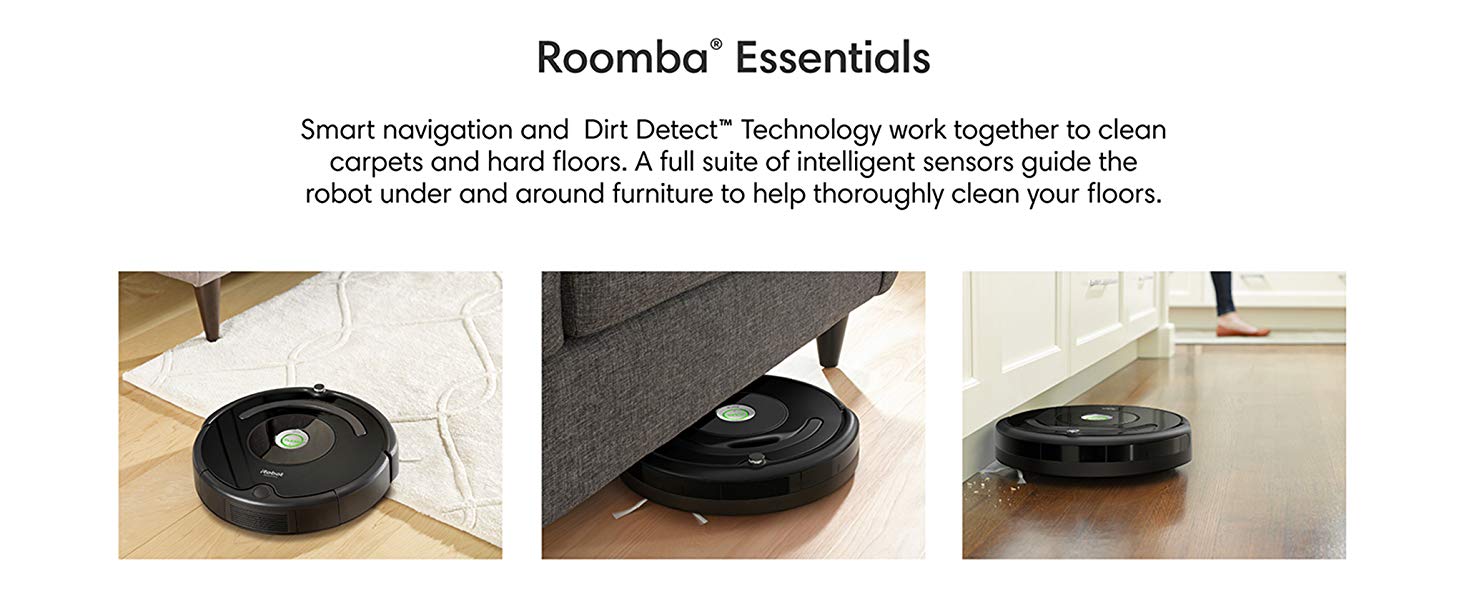 Roomba® Essentials
Smart navigation and Dirt Detect™ Technology work together to clean
carpets and hard floors. A full suite of intelligent sensors guide the
robot under and around furniture to help thoroughly clean your floors.
iRobot